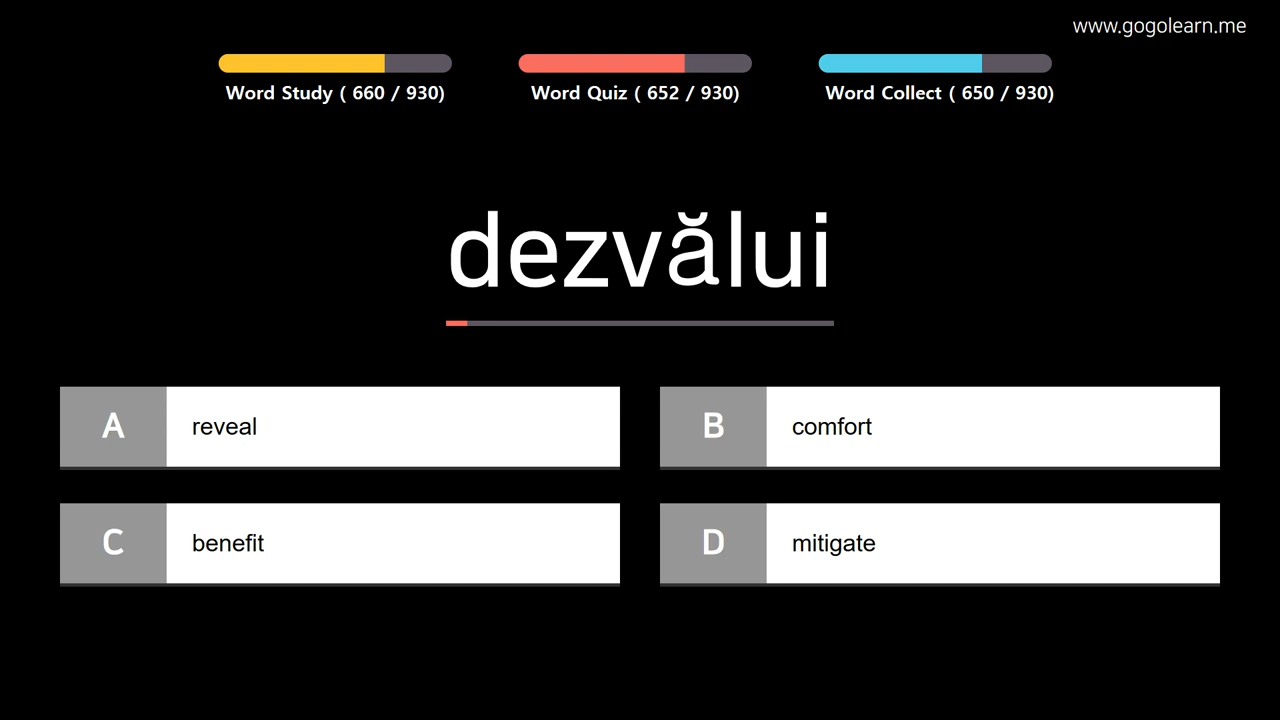 www.gogolearn.me
Word Study ( 660 / 930)
Word Quiz ( 652 / 930)
Word Collect ( 650 / 930)
dezvălui
A reveal
B comfort
C benefit
D mitigate